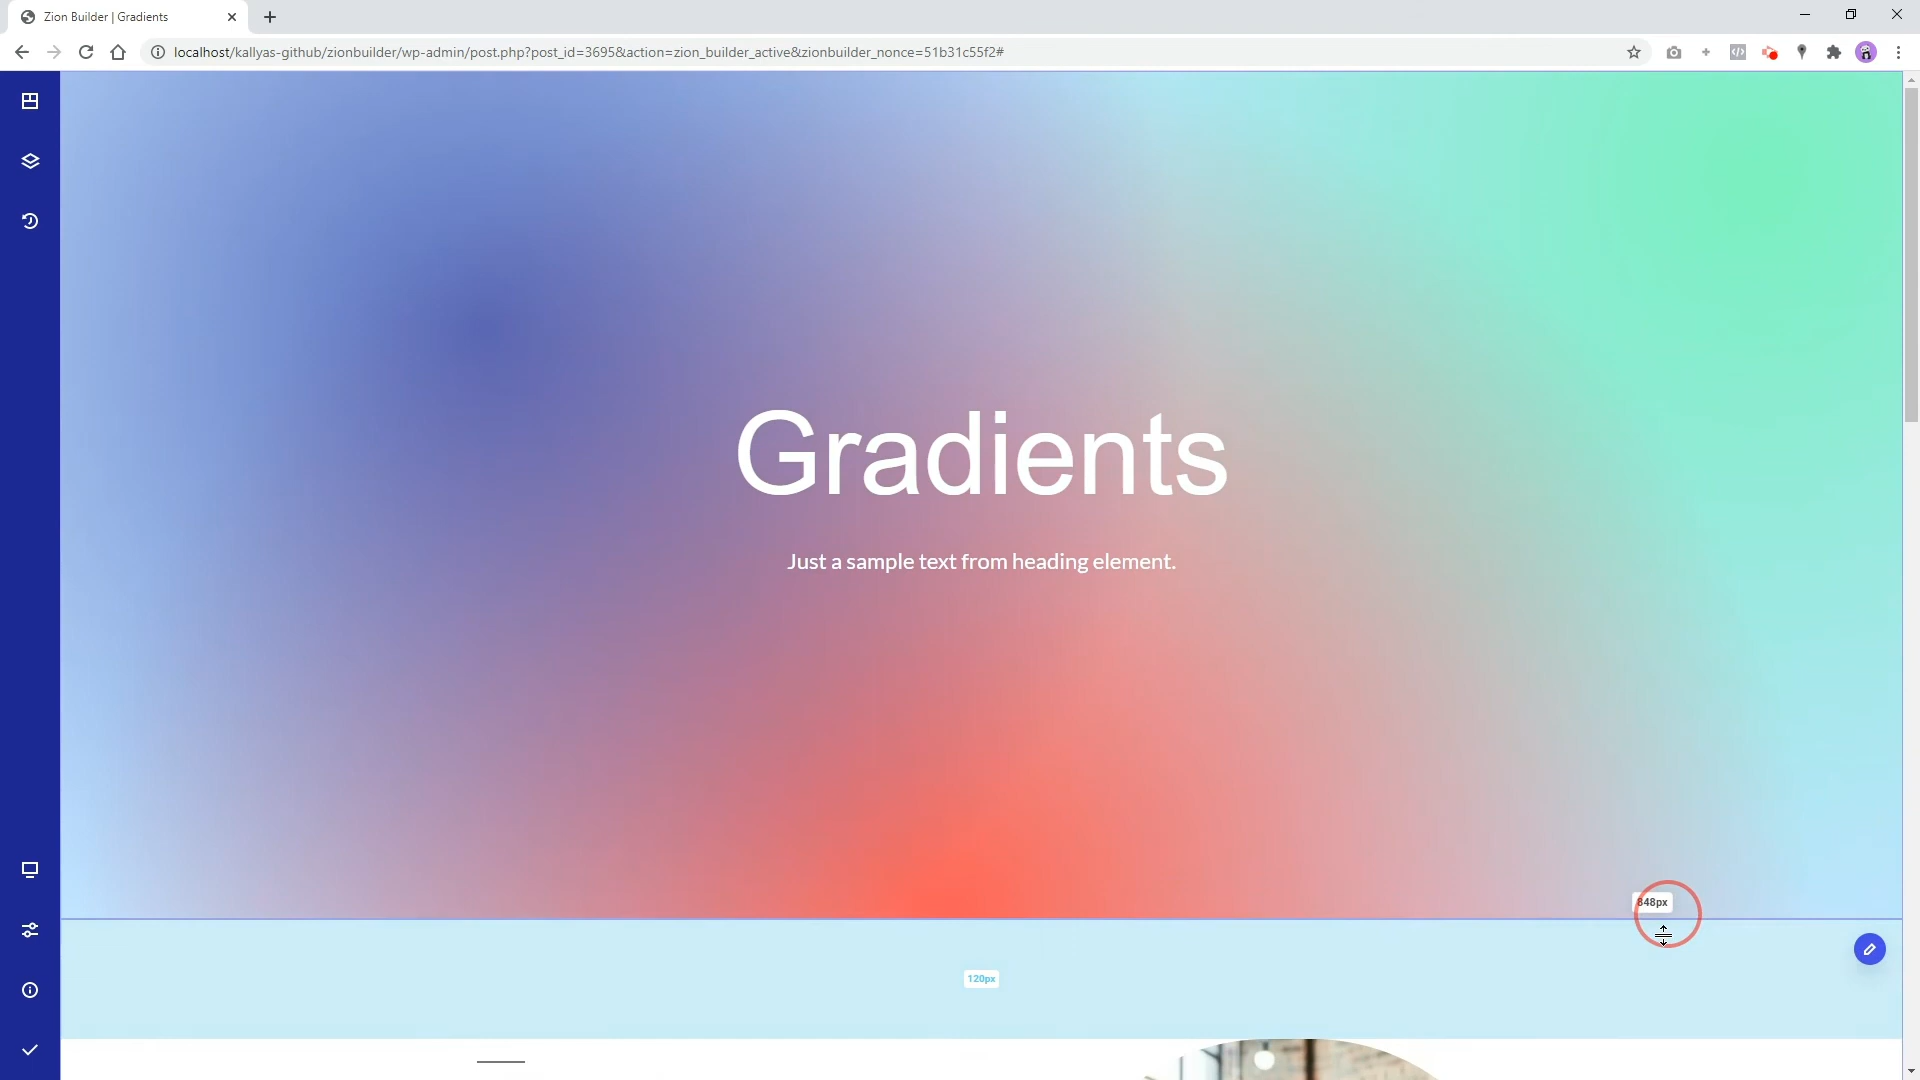 Zion Builder | Gradients
localhost/kallyas-github/zionbuilder/wp-admin/post.php?post_id=3695&action=zion_builder_active&zionbuilder_nonce=51b31c55f2#
Gradients
Just a sample text from heading element.
848px
120px